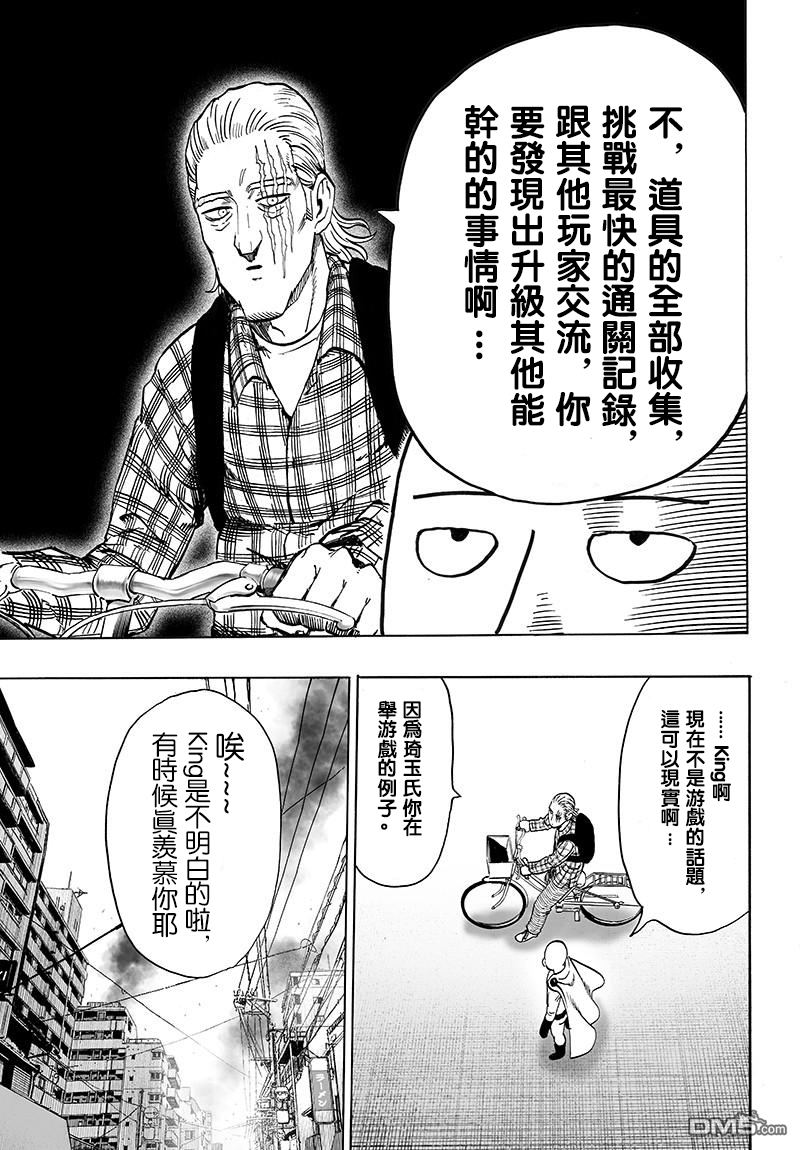 不，道具的全部收集，
挑戰最快的通關記錄，
跟其他玩家交流，你
要發現出升級其他能
幹的的事情啊…
……King啊
現在不是游戲的話題，
這可以現實啊…
因爲琦玉氏你在
舉游戲的例子。
唉~~~
King是不明白的啦，
有時候眞羨慕你耶
ラーメン
DM5.com